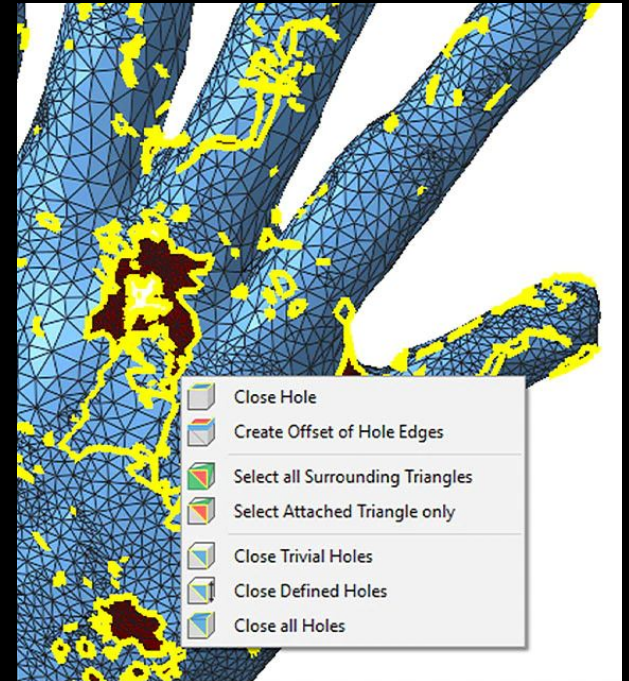 Close Hole
Create Offset of Hole Edges
Select all Surrounding Triangles
Select Attached Triangle only
Close Trivial Holes
Close Defined Holes
Close all Holes